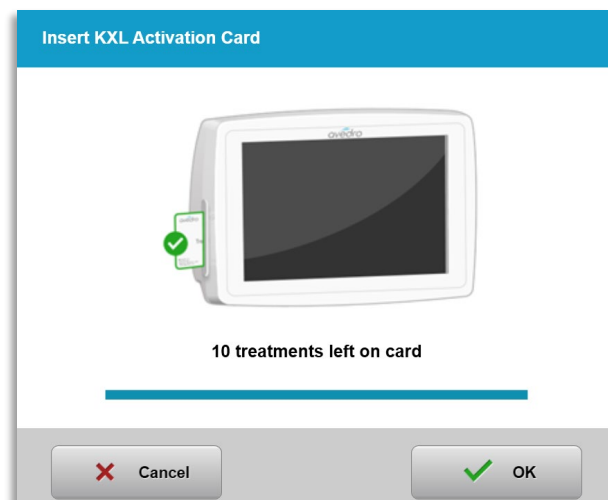 Insert KXL Activation Card
avedro
10 treatments left on card
Cancel
OK